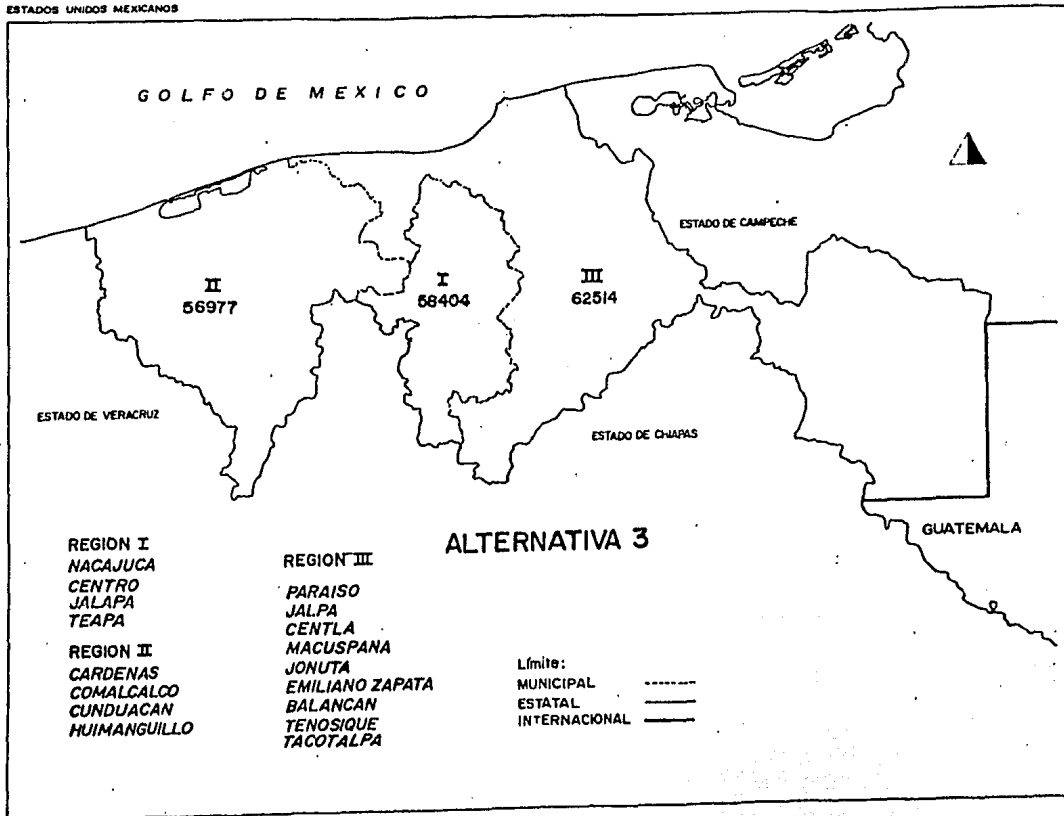 ESTADOS UNIDOS MEXICANOS
GOLFO DE MEXICO
ESTADO DE CAMPECHE
II
56977
I
58404
III
62514
ESTADO DE VERACRUZ
ESTADO DE CHIAPAS
GUATEMALA
ALTERNATIVA 3
REGION I
NACAJUCA
CENTRO
JALAPA
TEAPA
REGION II
CARDENAS
COMALCALCO
CUNDUACAN
HUIMANGUILLO
REGION III
PARAISO
JALPA
CENTLA
MACUSPANA
JONUTA
EMILIANO ZAPATA
BALANCAN
TENOSIQUE
TACOTALPA
Límite:
MUNICIPAL
ESTATAL
INTERNACIONAL